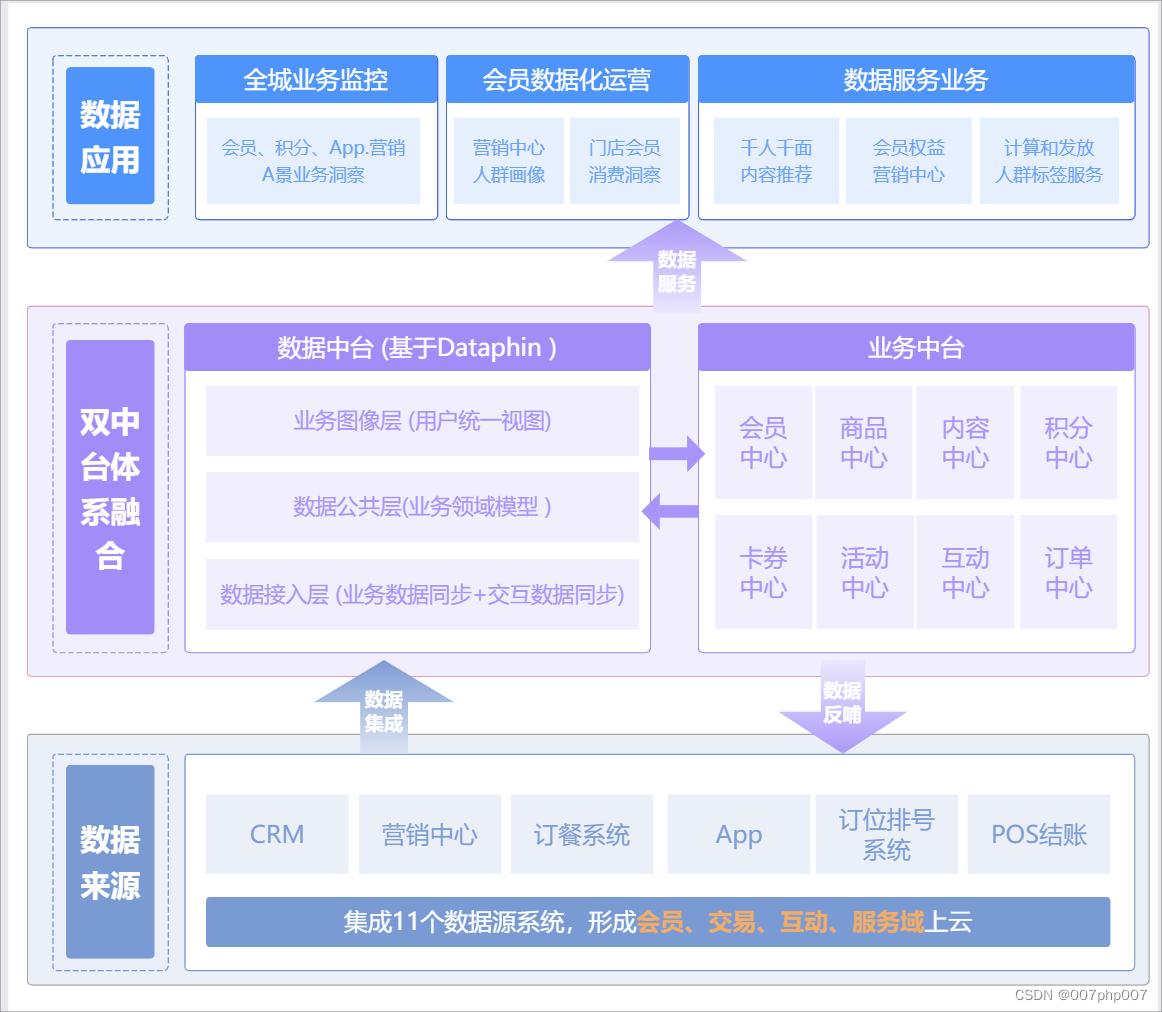 数据
应用
全城业务监控
会员数据化运营
数据服务业务
会员、积分、App.营销
A景业务洞察
营销中心
人群画像
门店会员
消费洞察
千人千面
内容推荐
会员权益
营销中心
计算和发放
人群标签服务
数据
服务
双中
台体
系融
合
数据中台 (基于Dataphin )
业务图像层 (用户统一视图)
数据公共层(业务领域模型 )
数据接入层 (业务数据同步+交互数据同步)
业务中台
会员
中心
商品
中心
内容
中心
积分
中心
卡券
中心
活动
中心
互动
中心
订单
中心
数据
集成
数据
反哺
数据
来源
CRM
营销中心
订餐系统
App
订位排号
系统
POS结账
集成11个数据源系统，形成会员、交易、互动、服务域上云
CSDN @007php007